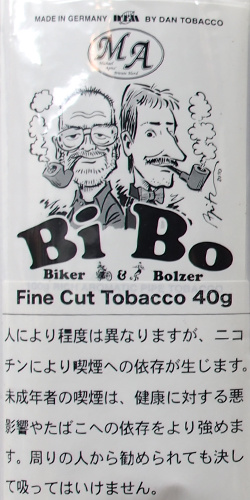 MADE IN GERMANY DTM BY DAN TOBACCO
MA
BiBo
Biker & Bolzer
Fine Cut Tobacco 40g
人により程度は異なりますが、ニコ
チンにより喫煙への依存が生じます。
未成年者の喫煙は、健康に対する悪
影響やたばこへの依存をより強めま
す。周りの人から勧められても決し
て吸ってはいけません。